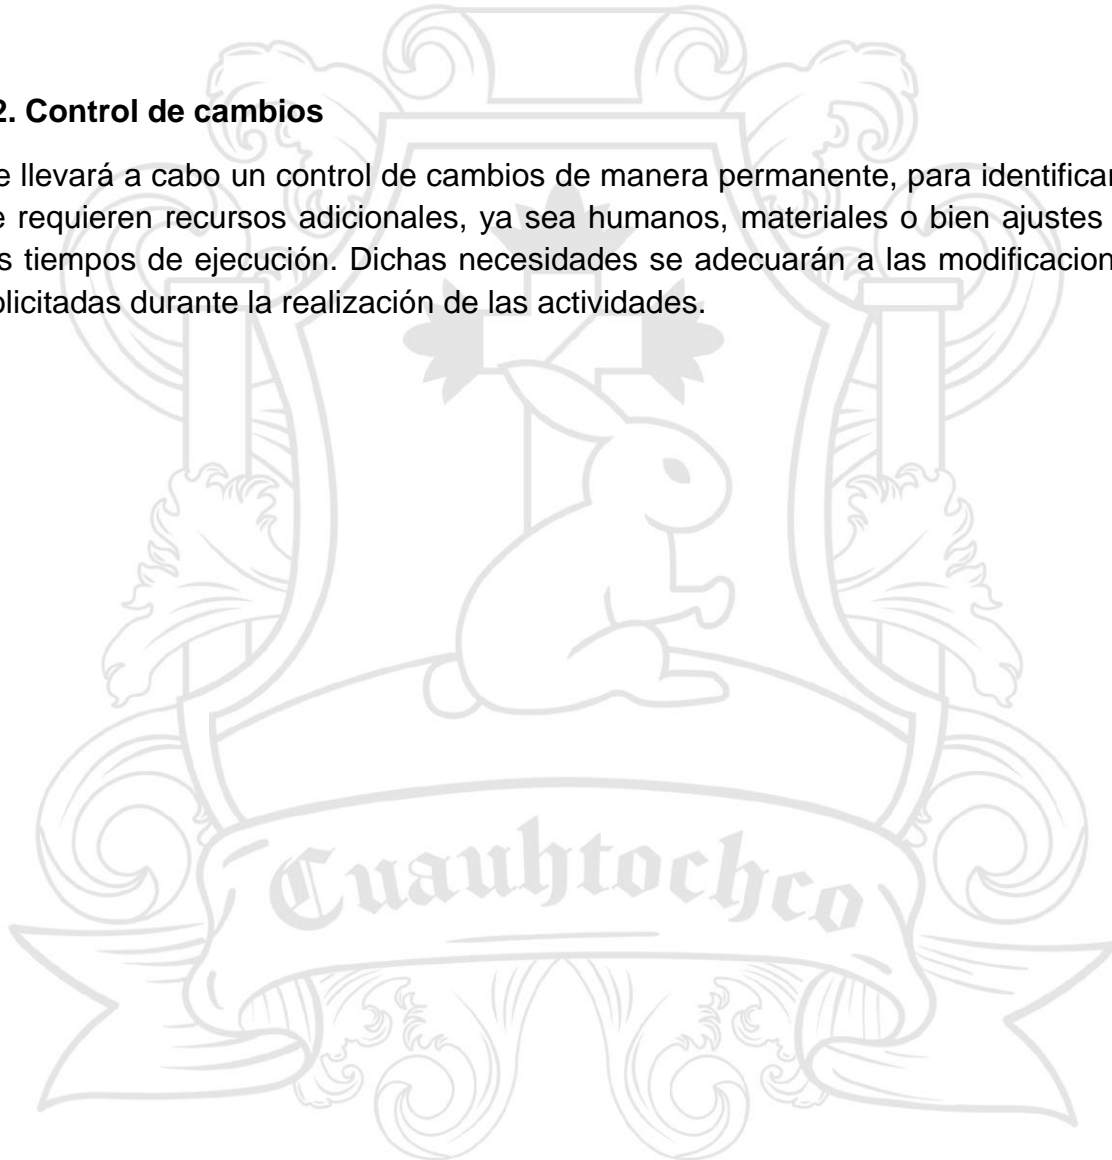 2. Control de cambios
e llevará a cabo un control de cambios de manera permanente, para identificar
e requieren recursos adicionales, ya sea humanos, materiales o bien ajustes
s tiempos de ejecución. Dichas necesidades se adecuarán a las modificacion
olicitadas durante la realización de las actividades.
Cuauhtochco